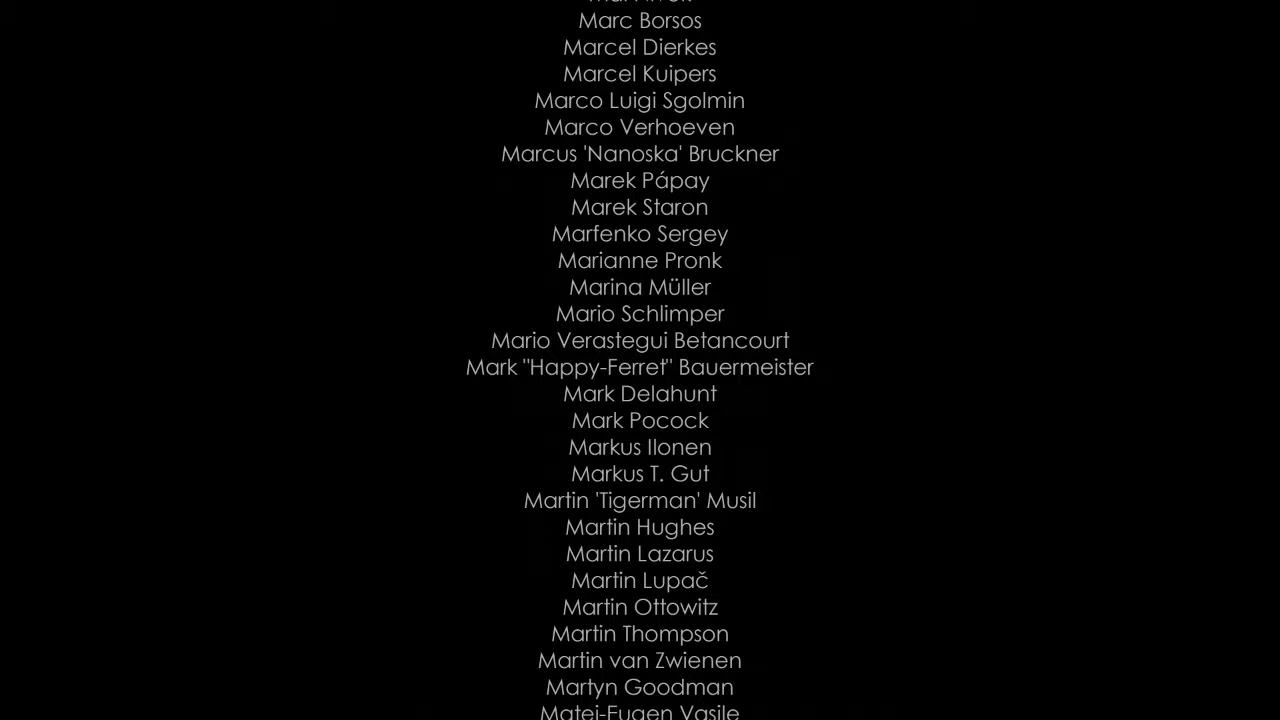 Marc Borsos
Marcel Dierkes
Marcel Kuipers
Marco Luigi Sgolmin
Marco Verhoeven
Marcus 'Nanoska' Bruckner
Marek Pápay
Marek Staron
Marfenko Sergey
Marianne Pronk
Marina Müller
Mario Schlimper
Mario Verastegui Betancourt
Mark "Happy-Ferret" Bauermeister
Mark Delahunt
Mark Pocock
Markus Ilonen
Markus T. Gut
Martin 'Tigerman' Musil
Martin Hughes
Martin Lazarus
Martin Lupač
Martin Ottowitz
Martin Thompson
Martin van Zwienen
Martyn Goodman
Matei-Eugen Vasile